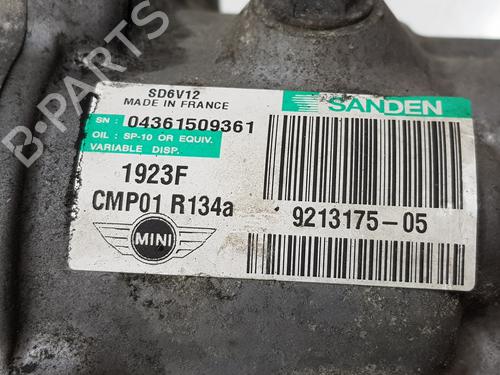 SD6V12
MADE IN FRANCE
SANDEN
SN : 04361509361
OIL : SP-10 OR EQUIV.
VARIABLE DISP.
1923F
CMP01 R134a
9213175-05
MINI